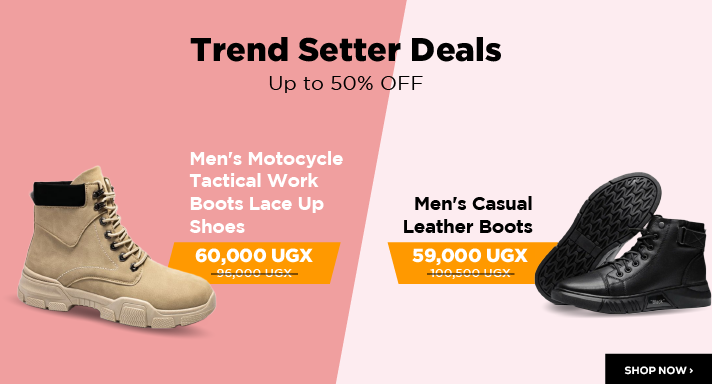 Trend Setter Deals
Up to 50% OFF
Men's Motocycle
Tactical Work
Boots Lace Up
Shoes
60,000 UGX
96,000 UGX
Men's Casual
Leather Boots
59,000 UGX
100,500 UGX
SHOP NOW ›